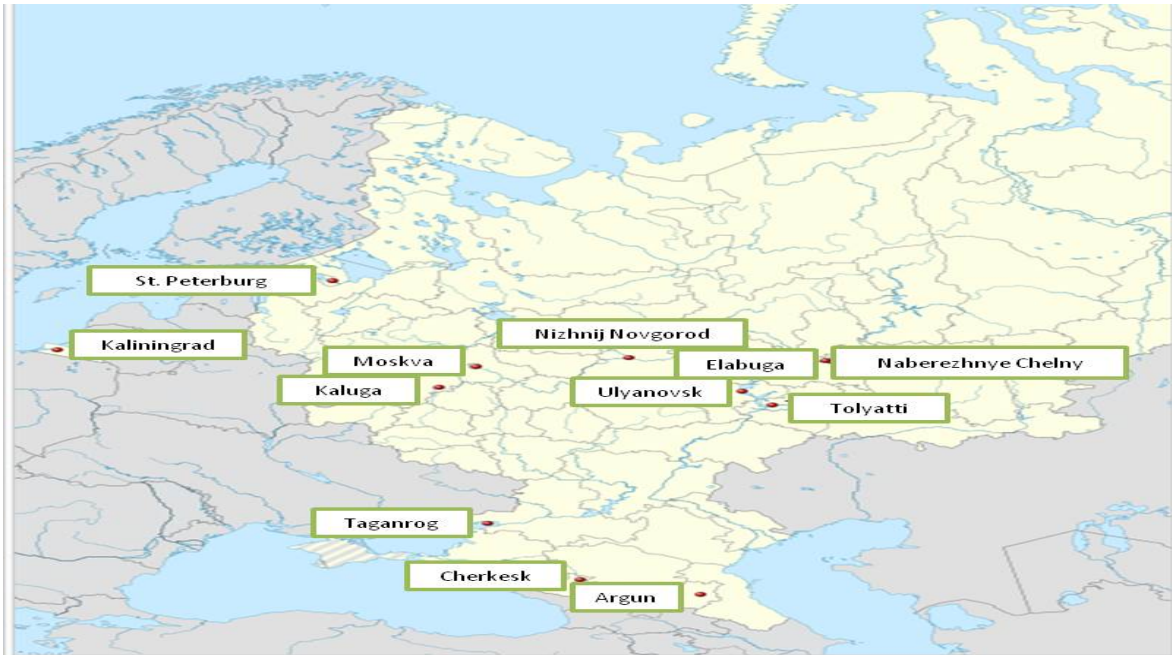 St. Peterburg
Nizhnij Novgorod
Kaliningrad
Moskva
Elabuga
Naberezhnye Chelny
Kaluga
Ulyanovsk
Tolyatti
Taganrog
Cherkesk
Argun